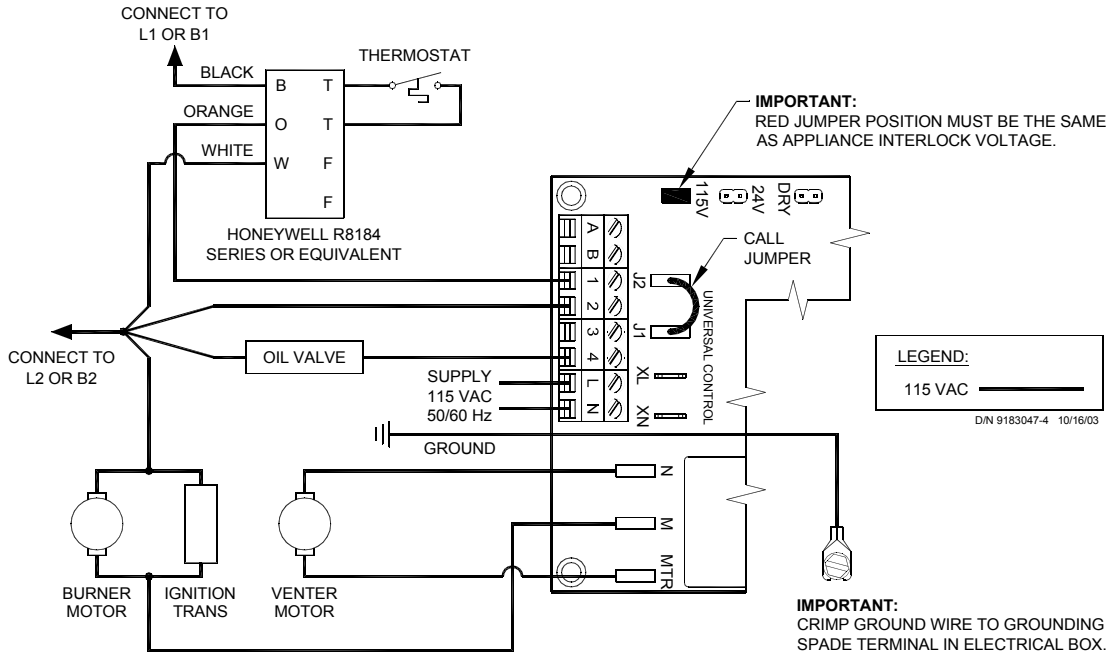 CONNECT TO
L1 OR B1
BLACK
ORANGE
WHITE
B T
O T
W F
F
THERMOSTAT
HONEYWELL R8184
SERIES OR EQUIVALENT
IMPORTANT:
RED JUMPER POSITION MUST BE THE SAME
AS APPLIANCE INTERLOCK VOLTAGE.
115V
24V
DRY
A
B
1
2
3
4
L
N
J2
J1
XL
XN
UNIVERSAL CONTROL
CALL
JUMPER
CONNECT TO
L2 OR B2
OIL VALVE
SUPPLY
115 VAC
50/60 Hz
GROUND
LEGEND:
115 VAC
D/N 9183047-4 10/16/03
N
M
MTR
BURNER
MOTOR
IGNITION
TRANS
VENTER
MOTOR
IMPORTANT:
CRIMP GROUND WIRE TO GROUNDING
SPADE TERMINAL IN ELECTRICAL BOX.